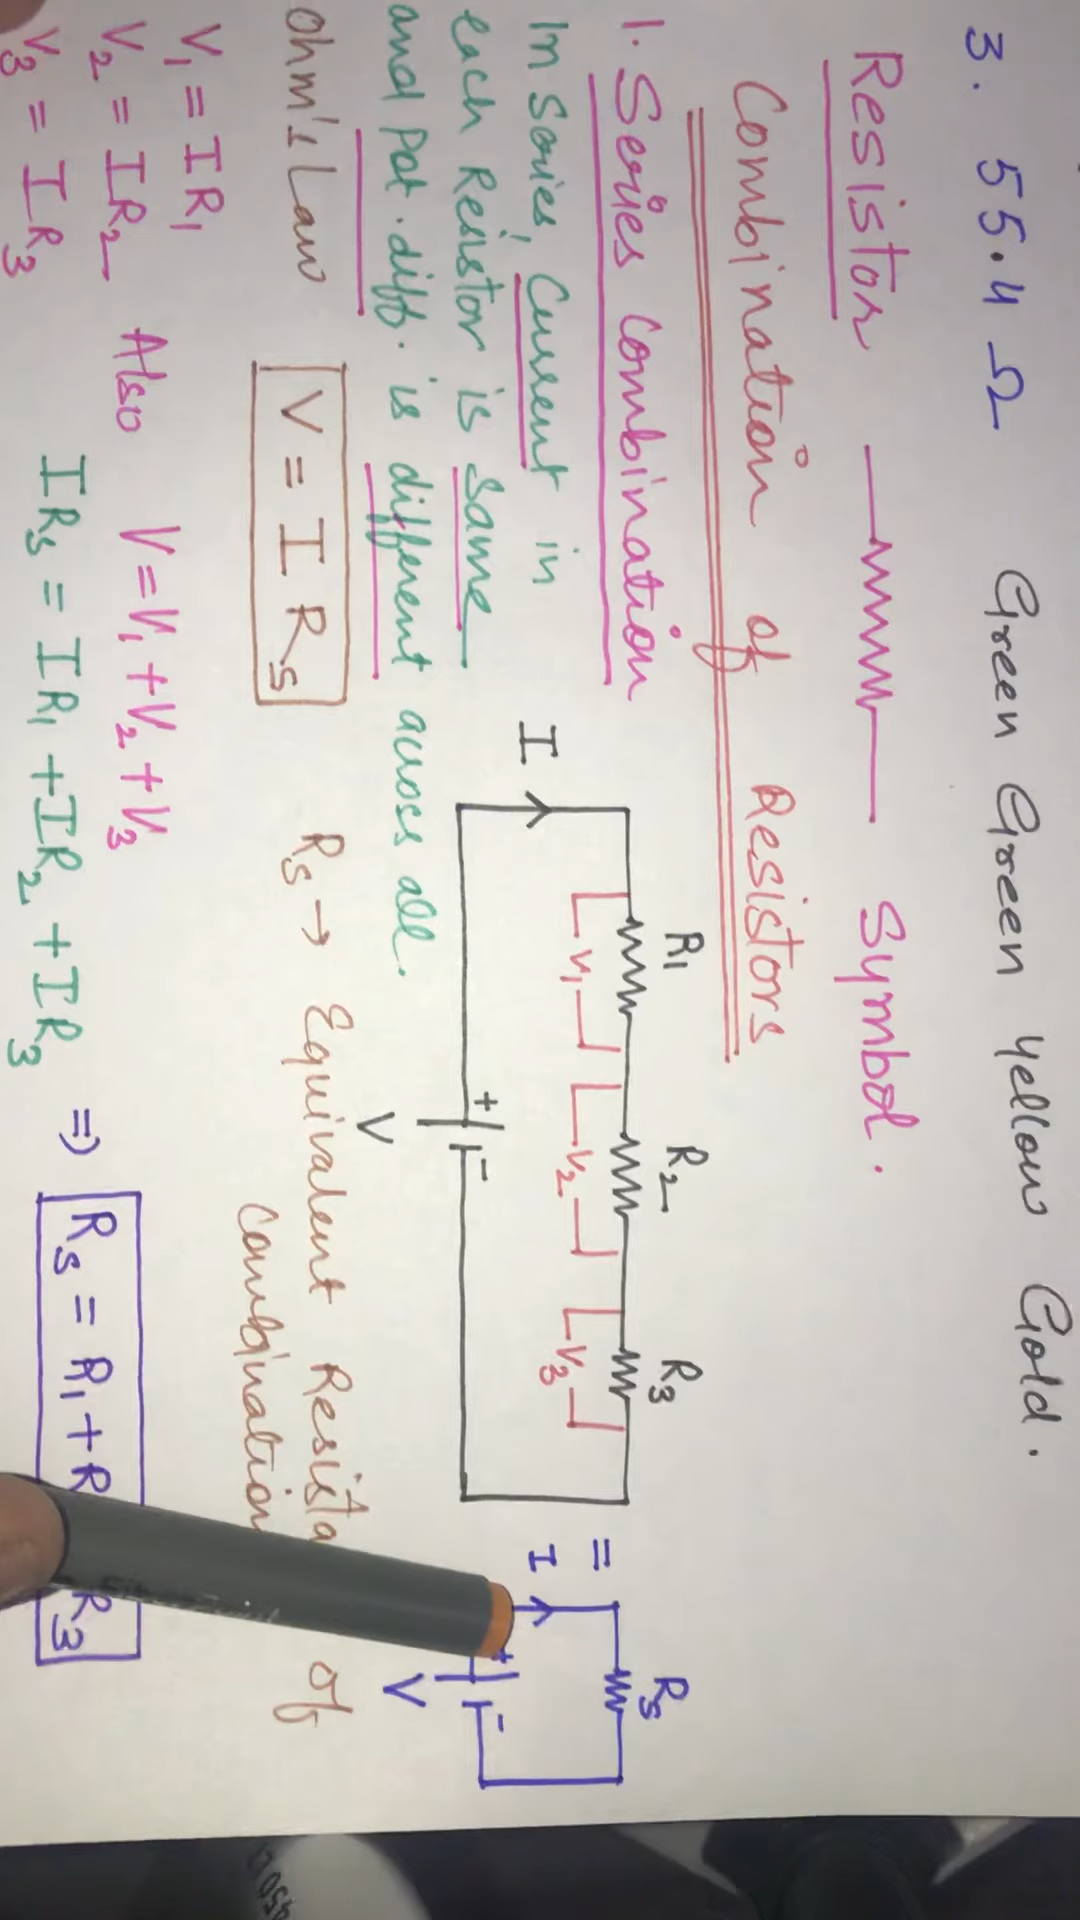 3. 55.4 Ω Green Green Yellow Gold.
Resistor Symbol.
Combination of Resistors
1. Series Combination
In Series, Current in
each Resistor is same
and Pot. diff. is different across all.
I
R1 R2 R3
V1 V2 V3
+ -
V
=
I
RS
+ -
V
Ohm's Law V = I RS RS → Equivalent of
Combination
V1 = IR1
V2 = IR2 Also V = V1 + V2 + V3
V3 = IR3 IRS = IR1 + IR2 + IR3 ⇒ RS = R1 + R R3
450